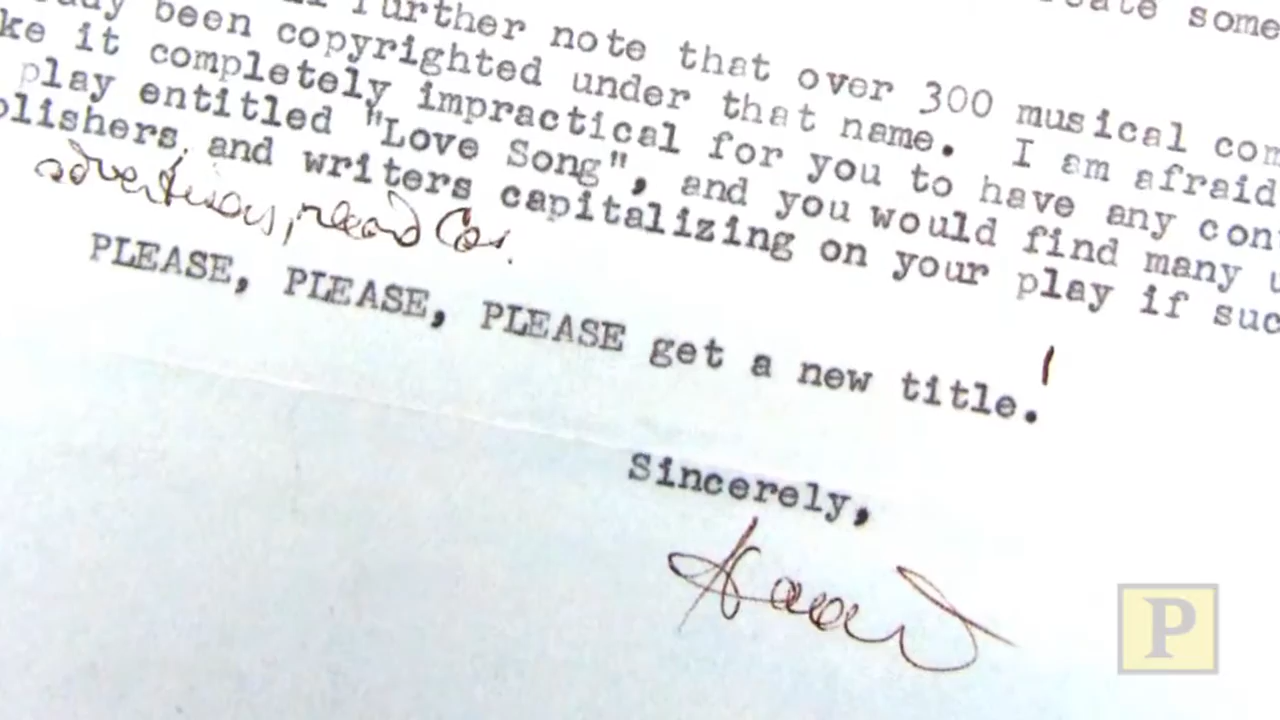 further note that over 300 musical com
been copyrighted under that name. I am afraid
ke it completely impractical for you to have any con
play entitled "Love Song", and you would find many u
blishers, and writers capitalizing on your play if suc
PLEASE, PLEASE, PLEASE get a new title.!
Sincerely,
P